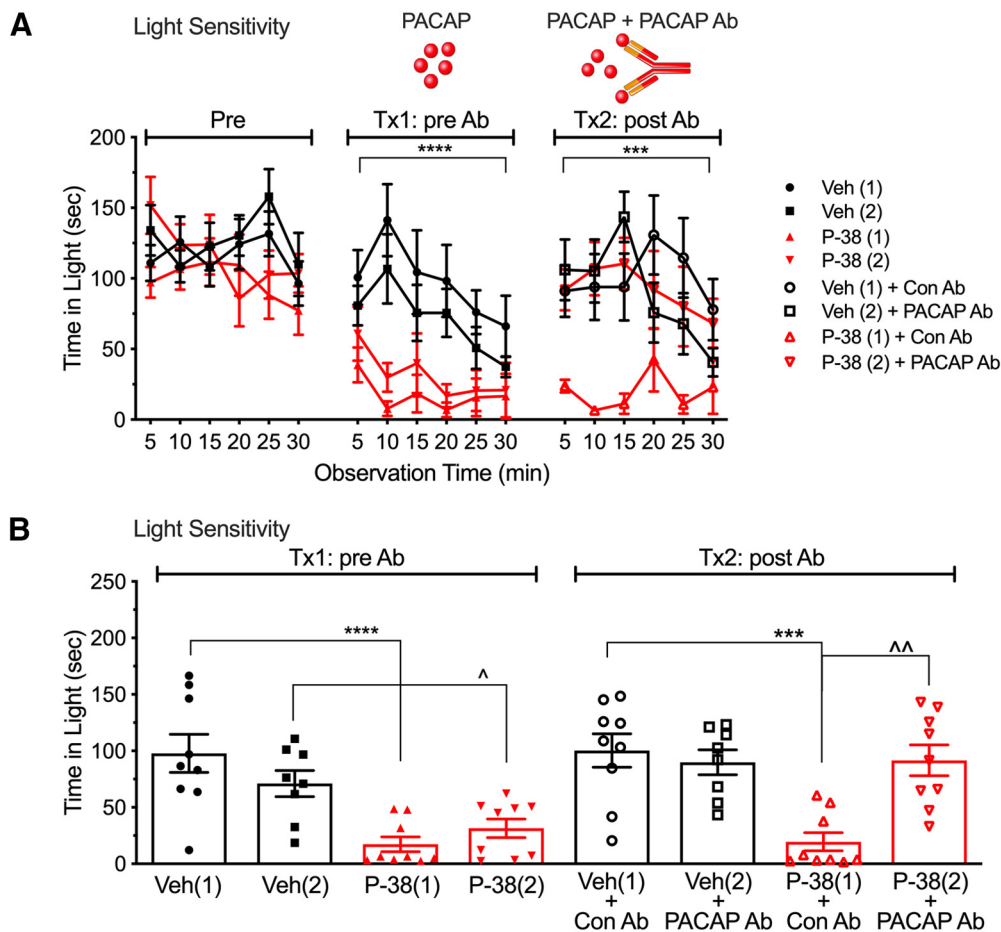 A
Light Sensitivity
PACAP
PACAP + PACAP Ab
Pre
Tx1: pre Ab
Tx2: post Ab
****
***
Time in Light (sec)
200
150
100
50
0
5 10 15 20 25 30
5 10 15 20 25 30
5 10 15 20 25 30
Observation Time (min)
Veh (1)
Veh (2)
P-38 (1)
P-38 (2)
Veh (1) + Con Ab
Veh (2) + PACAP Ab
P-38 (1) + Con Ab
P-38 (2) + PACAP Ab
B
Light Sensitivity
Tx1: pre Ab
Tx2: post Ab
****
^
***
^^
Time in Light (sec)
250
200
150
100
50
0
Veh(1)
Veh(2)
P-38(1)
P-38(2)
Veh(1)
+
Con Ab
Veh(2)
+
PACAP Ab
P-38(1)
+
Con Ab
P-38(2)
+
PACAP Ab